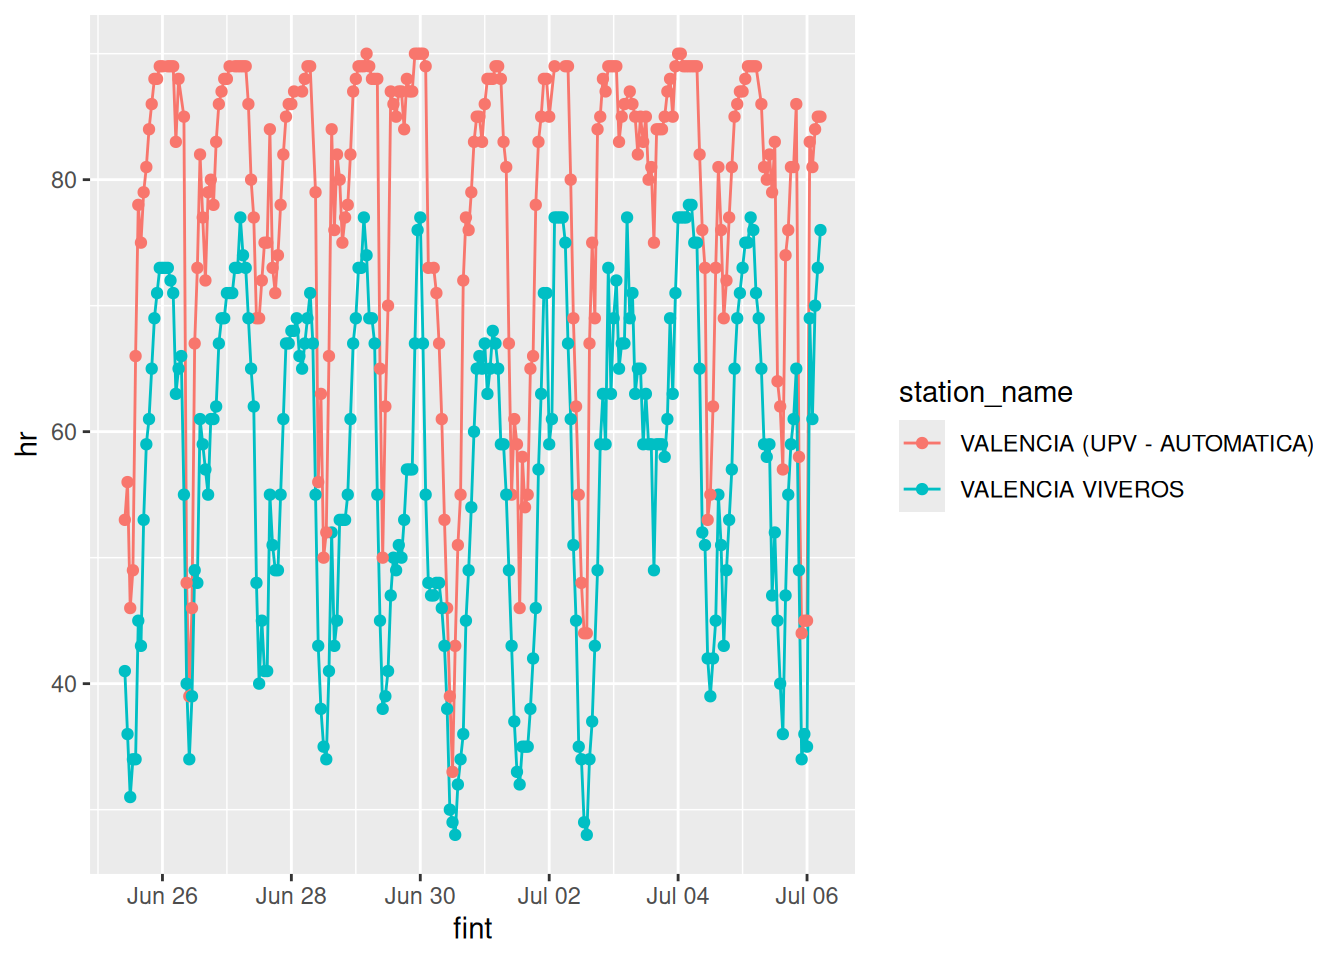 80
60
40
hr
Jun 26
Jun 28
Jun 30
Jul 02
Jul 04
Jul 06
fint
station_name
VALENCIA (UPV - AUTOMATICA)
VALENCIA VIVEROS